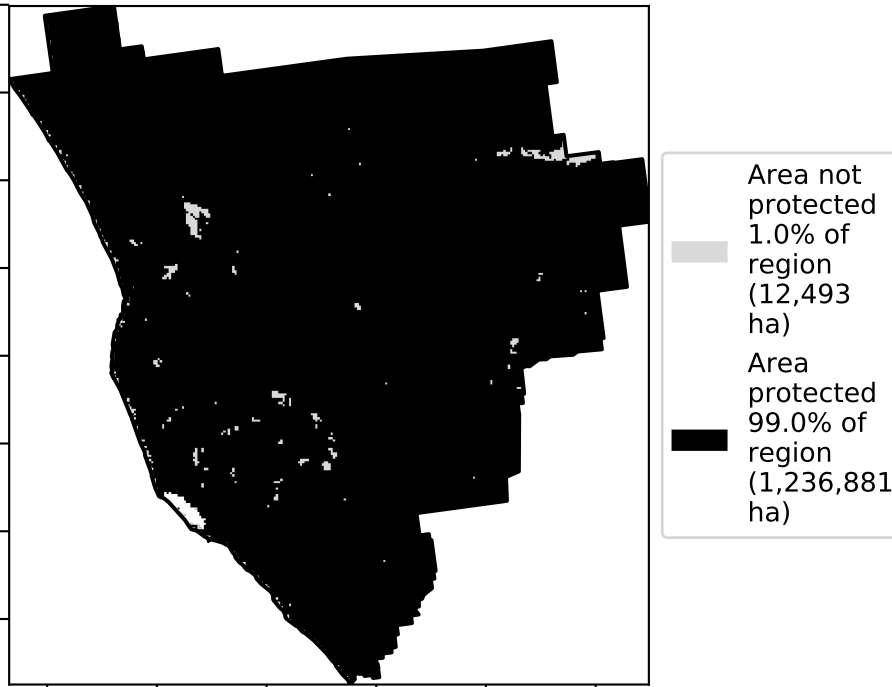 Area not
protected
1.0% of
region
(12,493
ha)
Area
protected
99.0% of
region
(1,236,881
ha)